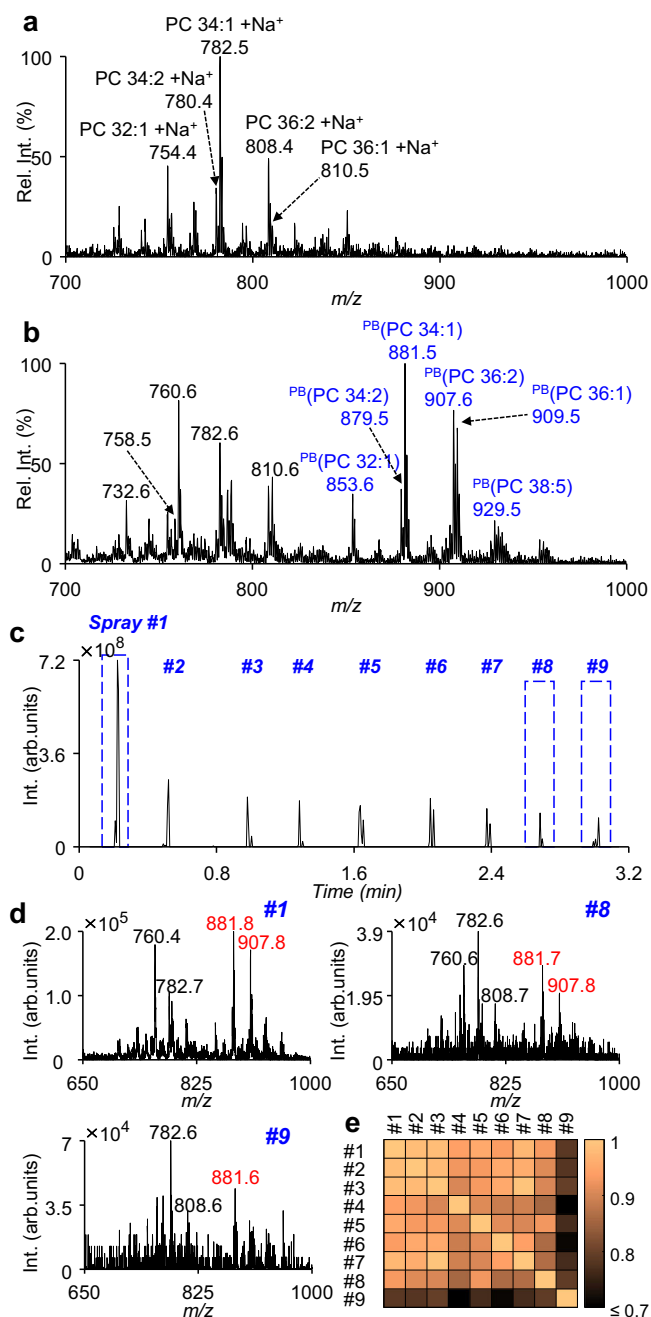 a
PC 34:1 +Na⁺
782.5
PC 34:2 +Na⁺
780.4
PC 32:1 +Na⁺
754.4
PC 36:2 +Na⁺
808.4
PC 36:1 +Na⁺
810.5
Rel. Int. (%)
100
50
0
700 800 900 1000
m/z
b
PB(PC 34:1)
881.5
PB(PC 34:2)
879.5
PB(PC 36:2)
907.6
PB(PC 36:1)
909.5
PB(PC 32:1)
853.6
PB(PC 38:5)
929.5
760.6
758.5
732.6
782.6
810.6
Rel. Int. (%)
100
50
0
700 800 900 1000
m/z
c
Spray #1
×10⁸
#2 #3 #4 #5 #6 #7 #8 #9
Int. (arb.units)
7.2
3.6
0
0 0.8 1.6 2.4 3.2
Time (min)
d
#1
×10⁵
881.8
907.8
760.4
782.7
Int. (arb.units)
2.0
1.0
0
650 825 1000
m/z
#8
×10⁴
782.6
760.6
881.7
907.8
808.7
Int. (arb.units)
3.9
1.95
0
650 825 1000
m/z
#9
×10⁴
782.6
881.6
808.6
Int. (arb.units)
7
3.5
0
650 825 1000
m/z
e
#1 #2 #3 #4 #5 #6 #7 #8 #9
#1
#2
#3
#4
#5
#6
#7
#8
#9
1
0.9
0.8
≤ 0.7